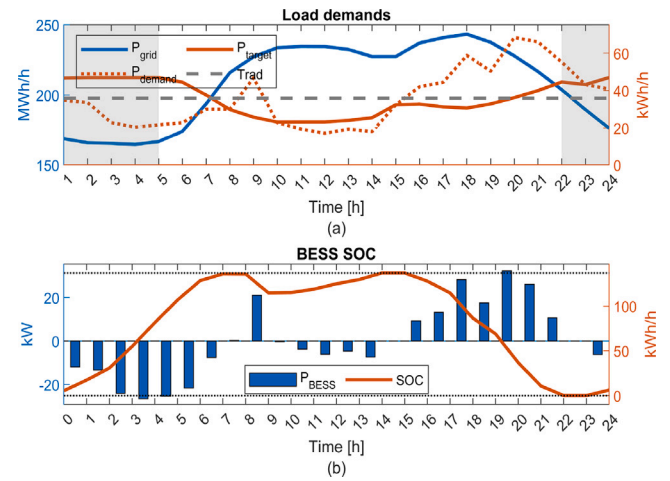 (a)
Load demands
250
200
150
MWh/h
P_grid
P_target
P_demand
Trad
60
40
20
0
kWh/h
1 2 3 4 5 6 7 8 9 10 11 12 13 14 15 16 17 18 19 20 21 22 23 24
Time [h]
(a)
(b)
BESS SOC
20
0
-20
kW
P_BESS
SOC
100
50
0
kWh/h
0 1 2 3 4 5 6 7 8 9 10 11 12 13 14 15 16 17 18 19 20 21 22 23 24
Time [h]
(b)